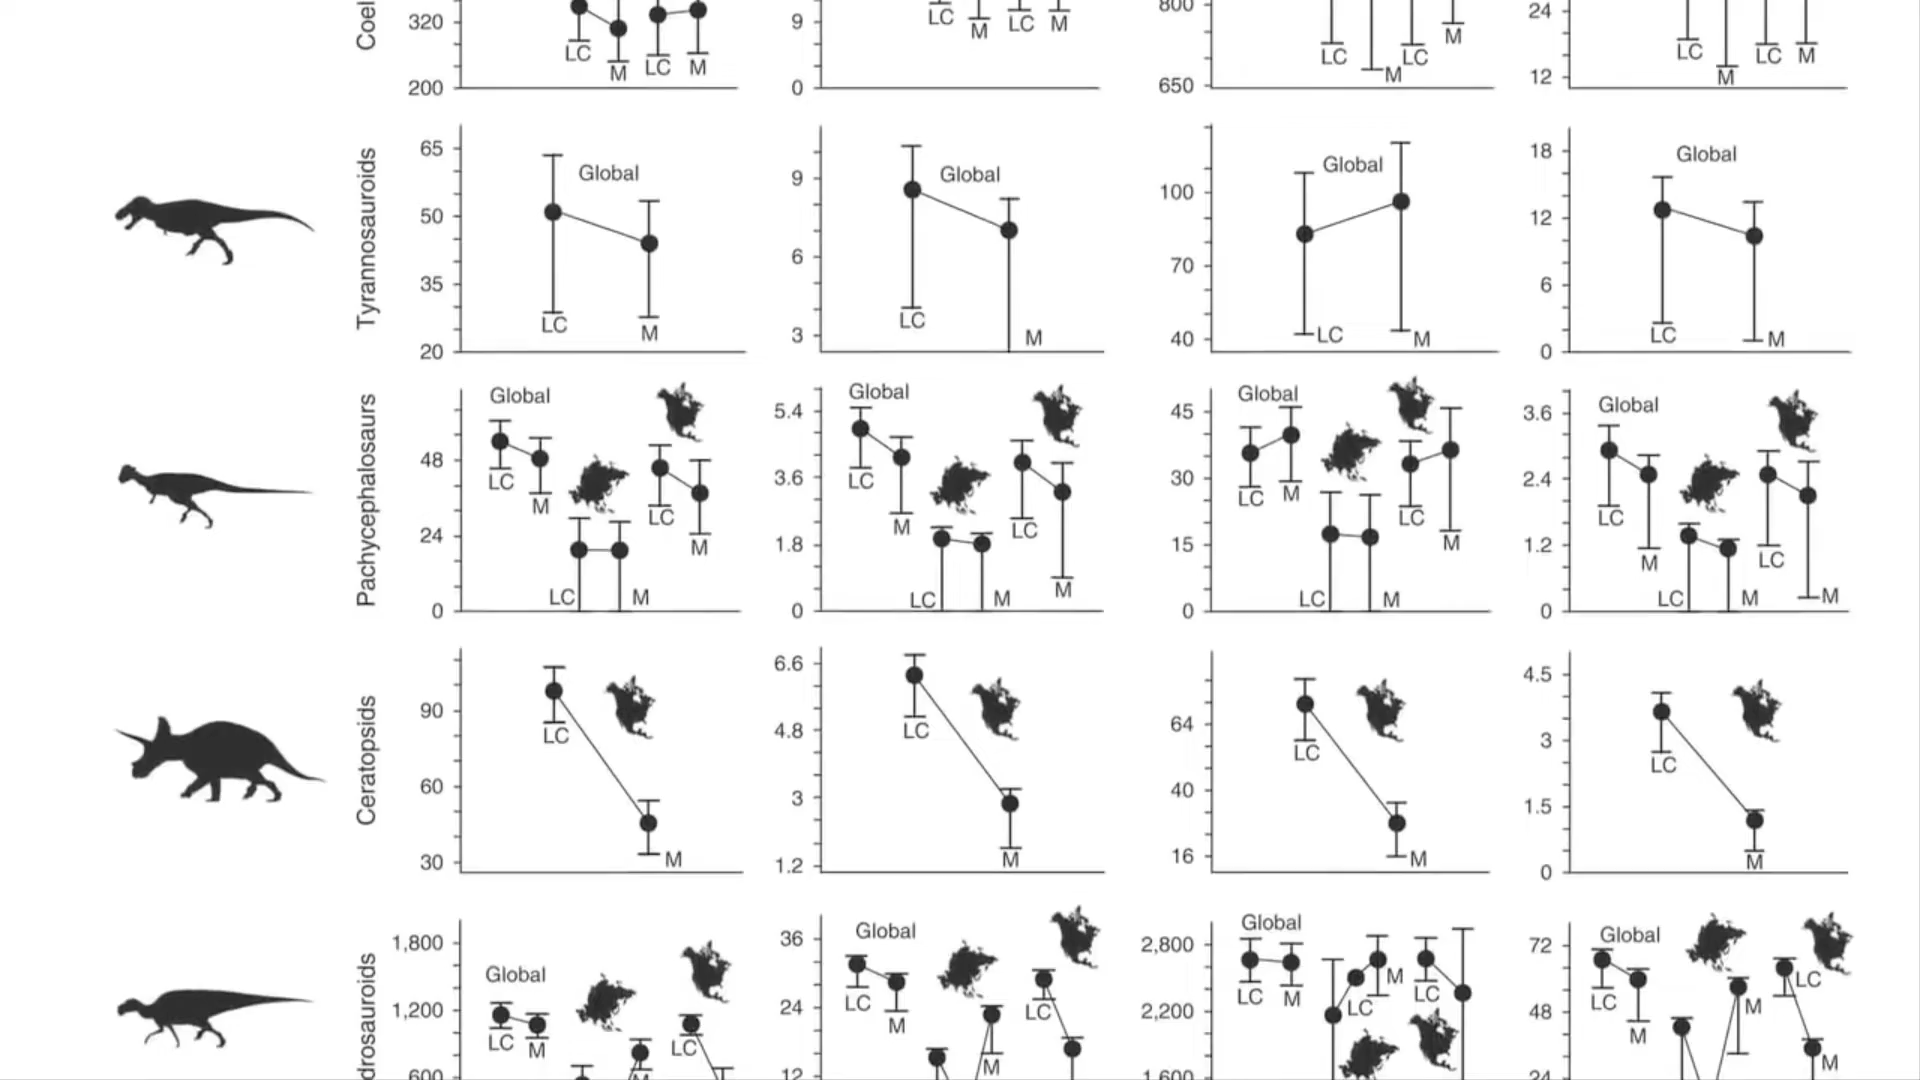 Coel
320
200
LC
M
LC
M
9
0
LC
M
LC
M
800
650
LC
M
LC
M
24
12
LC
M
LC
M
Tyrannosauroids
65
50
35
20
Global
LC
M
9
6
3
Global
LC
M
100
70
40
Global
LC
M
18
12
6
0
Global
LC
M
Pachycephalosaurs
48
24
0
Global
LC
M
LC
M
LC
M
5.4
3.6
1.8
0
Global
LC
M
LC
M
LC
M
45
30
15
0
Global
LC
M
LC
M
LC
M
3.6
2.4
1.2
0
Global
LC
M
LC
M
LC
M
Ceratopsids
90
60
30
LC
M
6.6
4.8
3
1.2
LC
M
64
40
16
LC
M
4.5
3
1.5
0
LC
M
drosauroids
1,800
1,200
600
Global
LC
M
M
LC
36
24
12
Global
LC
M
M
LC
2,800
2,200
1,600
Global
LC
M
LC
M
LC
72
48
24
Global
LC
M
M
LC
M